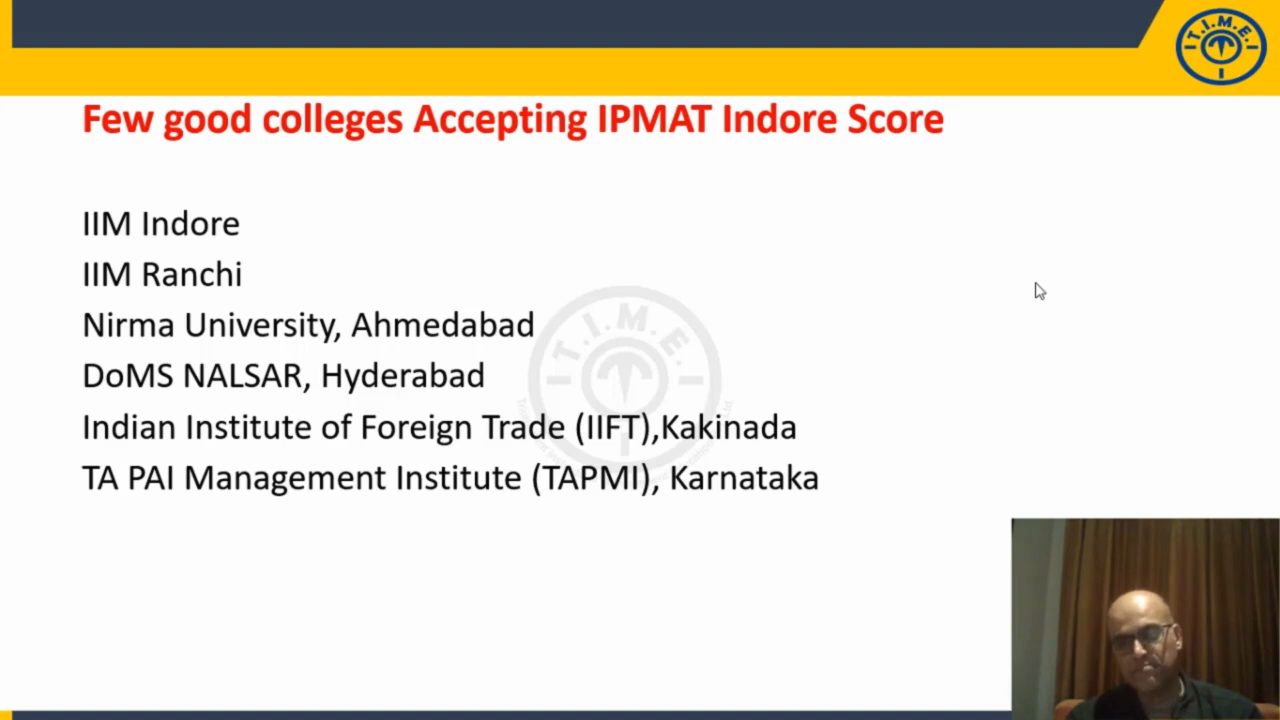 T.I.M.E.
Few good colleges Accepting IPMAT Indore Score
IIM Indore
IIM Ranchi
Nirma University, Ahmedabad
DoMS NALSAR, Hyderabad
Indian Institute of Foreign Trade (IIFT),Kakinada
TA PAI Management Institute (TAPMI), Karnataka
T.I.M.E.